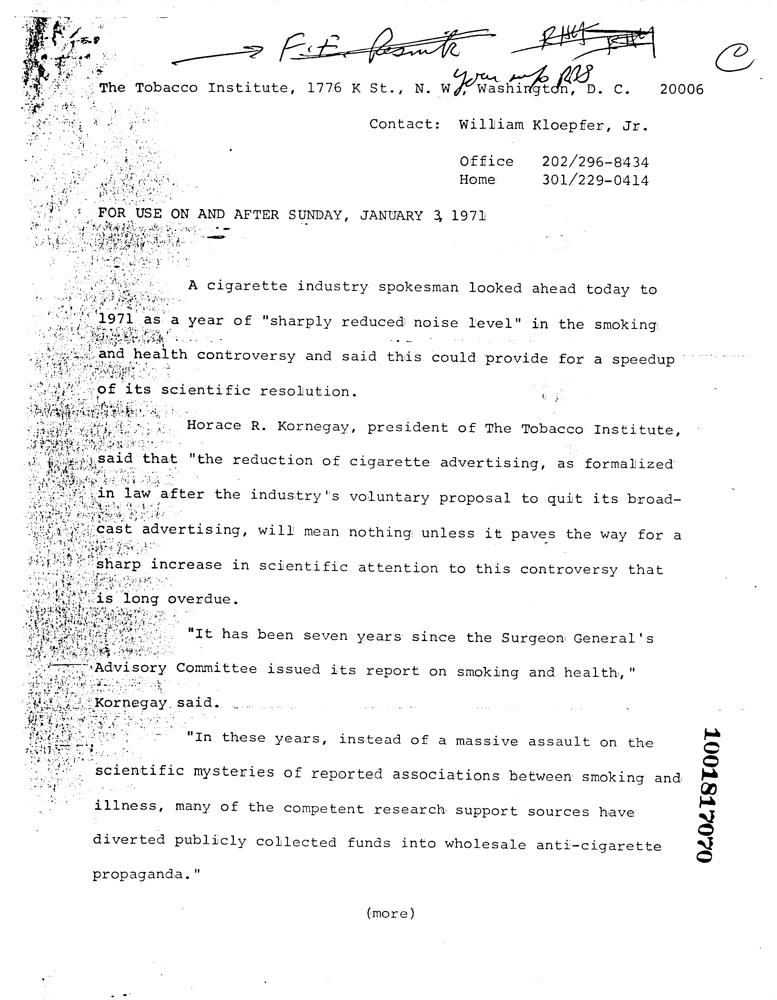 F. E. Resnik
RHS
The Tobacco Institute, 1776 K St., N. W., Washington, D. C. 20006
Contact: William Kloepfer, Jr.
Office 202/296-8434
Home 301/229-0414
FOR USE ON AND AFTER SUNDAY, JANUARY 3, 1971
A cigarette industry spokesman looked ahead today to
1971 as a year of "sharply reduced noise level" in the smoking
and health controversy and said this could provide for a speedup
of its scientific resolution.
Horace R. Kornegay, president of The Tobacco Institute,
said that "the reduction of cigarette advertising, as formalized
in law after the industry's voluntary proposal to quit its broad-
cast advertising, will mean nothing unless it paves the way for a
sharp increase in scientific attention to this controversy that
is long overdue.
"It has been seven years since the Surgeon General's
Advisory Committee issued its report on smoking and health,"
Kornegay said.
"In these years, instead of a massive assault on the
scientific mysteries of reported associations between smoking and
illness, many of the competent research support sources have
diverted publicly collected funds into wholesale anti-cigarette
propaganda."
(more)
1001817070